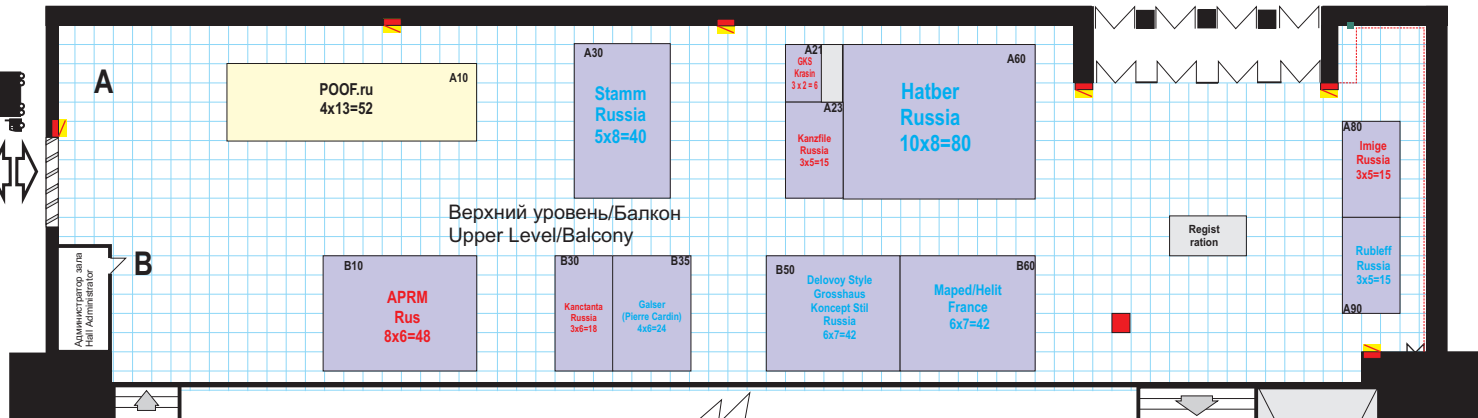 A
A10
POOF.ru
4x13=52
A30
Stamm
Russia
5x8=40
A21
GKS
Krasin
3 x 2 = 6
A23
Kanzfile
Russia
3x5=15
A60
Hatber
Russia
10x8=80
A80
Imige
Russia
3x5=15
Верхний уровень/Балкон
Upper Level/Balcony
Regist
ration
Rubleff
Russia
3x5=15
A90
B
Администратор зала
Hall Administrator
B10
APRM
Rus
8x6=48
B30
Kanctanta
Russia
3x6=18
B35
Galser
(Pierre Cardin)
4x6=24
B50
Delovoy Style
Grosshaus
Koncept Stil
Russia
6x7=42
B60
Maped/Helit
France
6x7=42